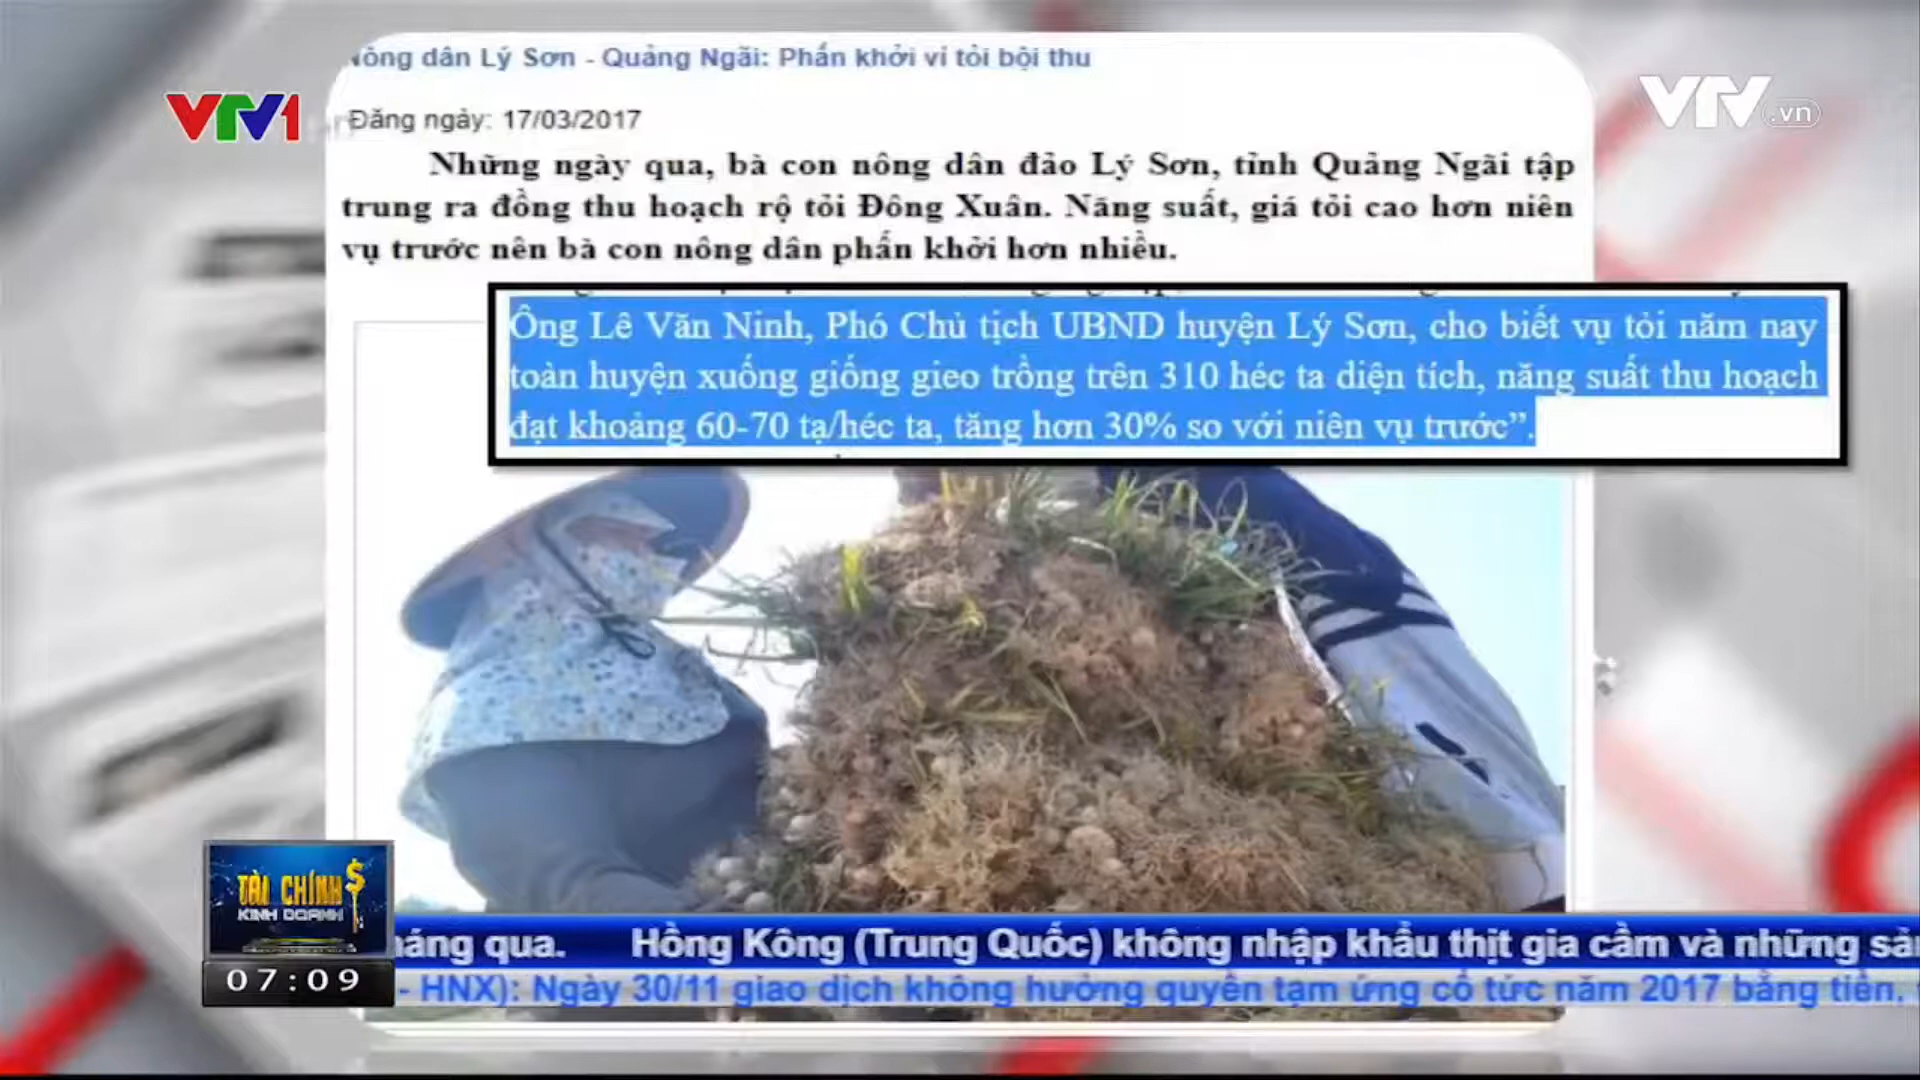 Nông dân Lý Sơn - Quảng Ngãi: Phấn khởi vì tỏi bội thu
VTV1
VTV.vn
Đăng ngày: 17/03/2017
Những ngày qua, bà con nông dân đảo Lý Sơn, tỉnh Quảng Ngãi tập
trung ra đồng thu hoạch rộ tỏi Đông Xuân. Năng suất, giá tỏi cao hơn niên
vụ trước nên bà con nông dân phấn khởi hơn nhiều.
Ông Lê Văn Ninh, Phó Chủ tịch UBND huyện Lý Sơn, cho biết vụ tỏi năm nay
toàn huyện xuống giống gieo trồng trên 310 héc ta diện tích, năng suất thu hoạch
đạt khoảng 60-70 tạ/héc ta, tăng hơn 30% so với niên vụ trước”.
TÀI CHÍNH $
KINH DOANH
háng qua. Hồng Kông (Trung Quốc) không nhập khẩu thịt gia cầm và những sả
07:09
- HNX): Ngày 30/11 giao dịch không hưởng quyền tạm ứng cổ tức năm 2017 bằng tiền.